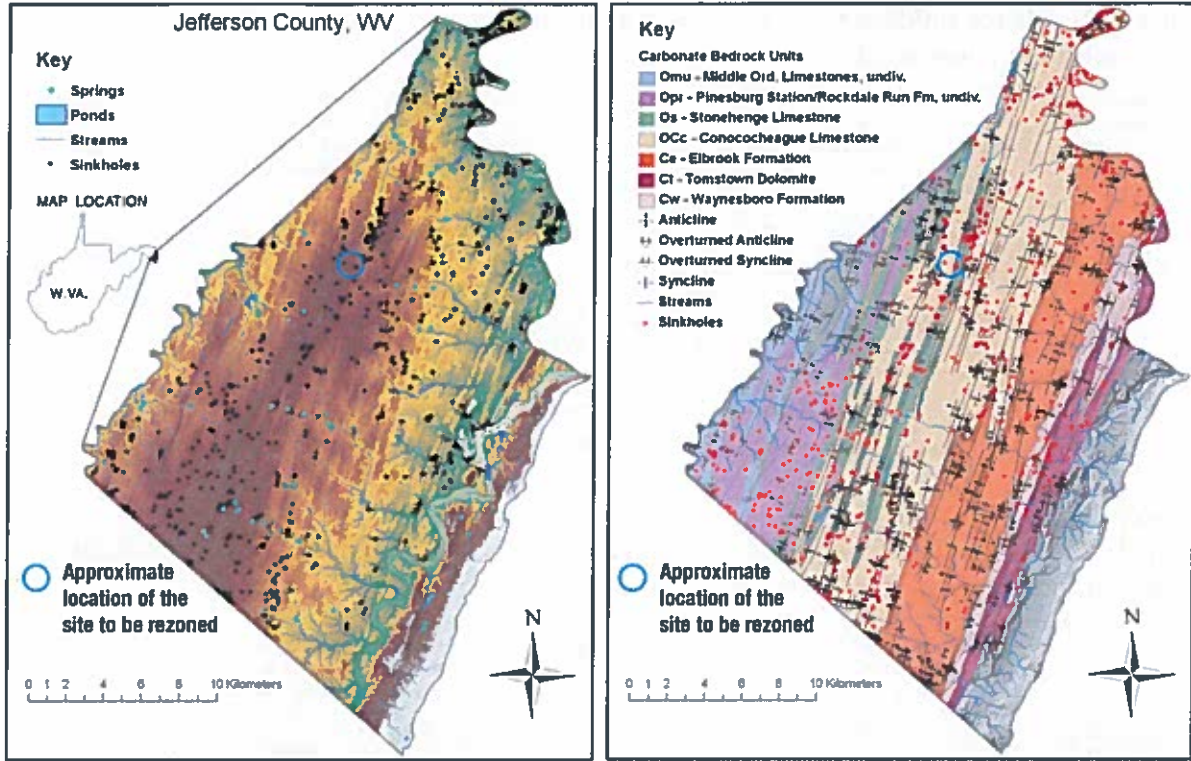 Jefferson County, WV
Key
Springs
Ponds
Streams
Sinkholes
MAP LOCATION
W.VA.
Approximate
location of the
site to be rezoned
N
0 1 2 4 6 8 10 Kilometers
Key
Carbonate Bedrock Units
Omu - Middle Ord. Limestones, undiv.
Opr - Pinesburg Station/Rockdale Run Fm, undiv.
Os - Stonehenge Limestone
OCc - Conococheague Limestone
Ce - Elbrook Formation
Ct - Tomstown Dolomite
Cw - Waynesboro Formation
Anticline
Overturned Anticline
Overturned Syncline
Syncline
Streams
Sinkholes
Approximate
location of the
site to be rezoned
N
0 1 2 4 6 8 10 Kilometers